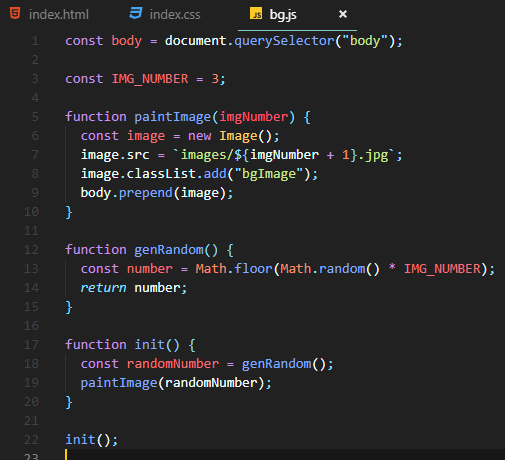 index.html index.css bg.js ×
1 const body = document.querySelector("body");
2
3 const IMG_NUMBER = 3;
4
5 function paintImage(imgNumber) {
6   const image = new Image();
7   image.src = `images/${imgNumber + 1}.jpg`;
8   image.classList.add("bgImage");
9   body.prepend(image);
10 }
11
12 function genRandom() {
13   const number = Math.floor(Math.random() * IMG_NUMBER);
14   return number;
15 }
16
17 function init() {
18   const randomNumber = genRandom();
19   paintImage(randomNumber);
20 }
21
22 init();
23